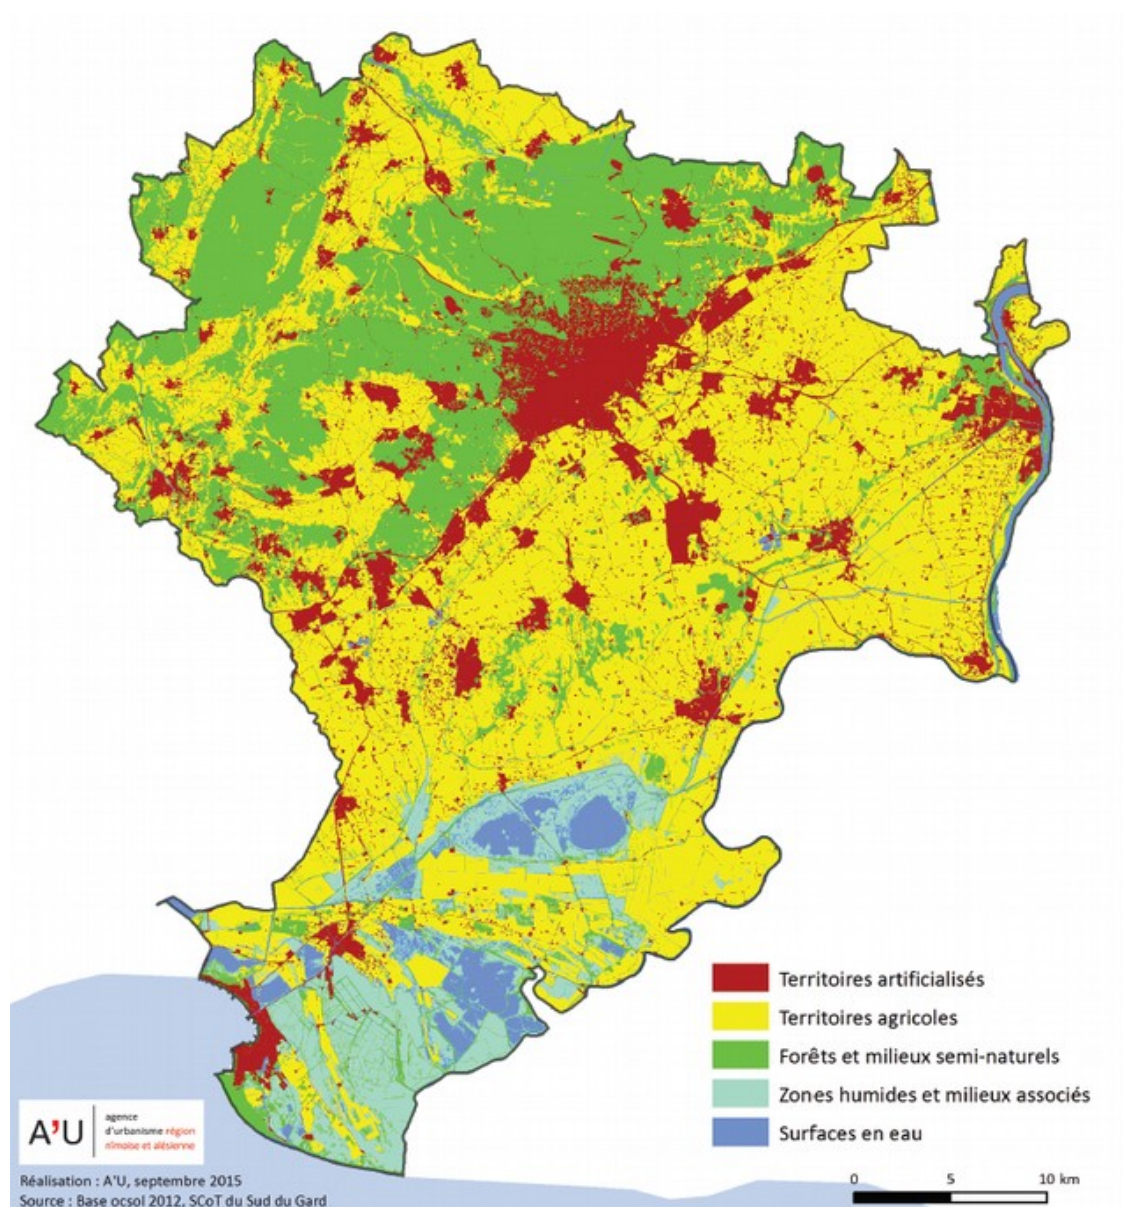 Territoires artificialisés
Territoires agricoles
Forêts et milieux semi-naturels
Zones humides et milieux associés
Surfaces en eau
A'U
agence
d'urbanisme région
nîmoise et alésienne
Réalisation : A'U, septembre 2015
Source : Base ocsol 2012, SCoT du Sud du Gard
0 5 10 km